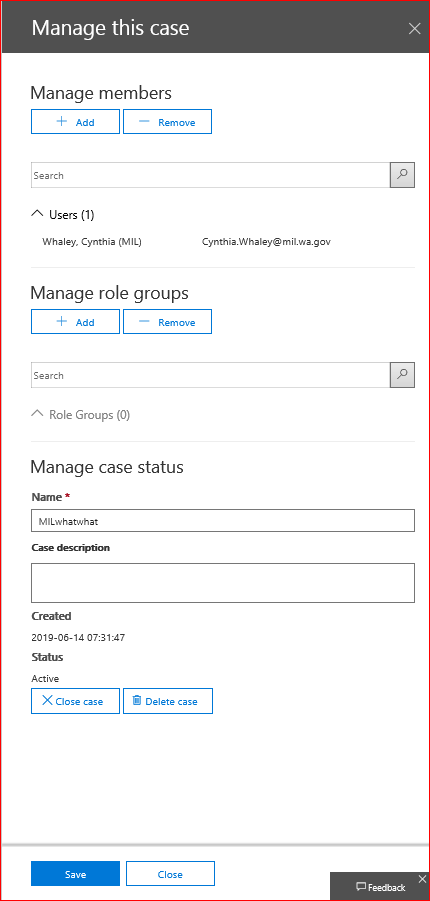 Manage this case
Manage members
Add Remove
Search
Users (1)
Whaley, Cynthia (MIL) Cynthia.Whaley@mil.wa.gov
Manage role groups
Add Remove
Search
Role Groups (0)
Manage case status
Name *
MILwhatwhat
Case description
Created
2019-06-14 07:31:47
Status
Active
Close case Delete case
Save Close
Feedback